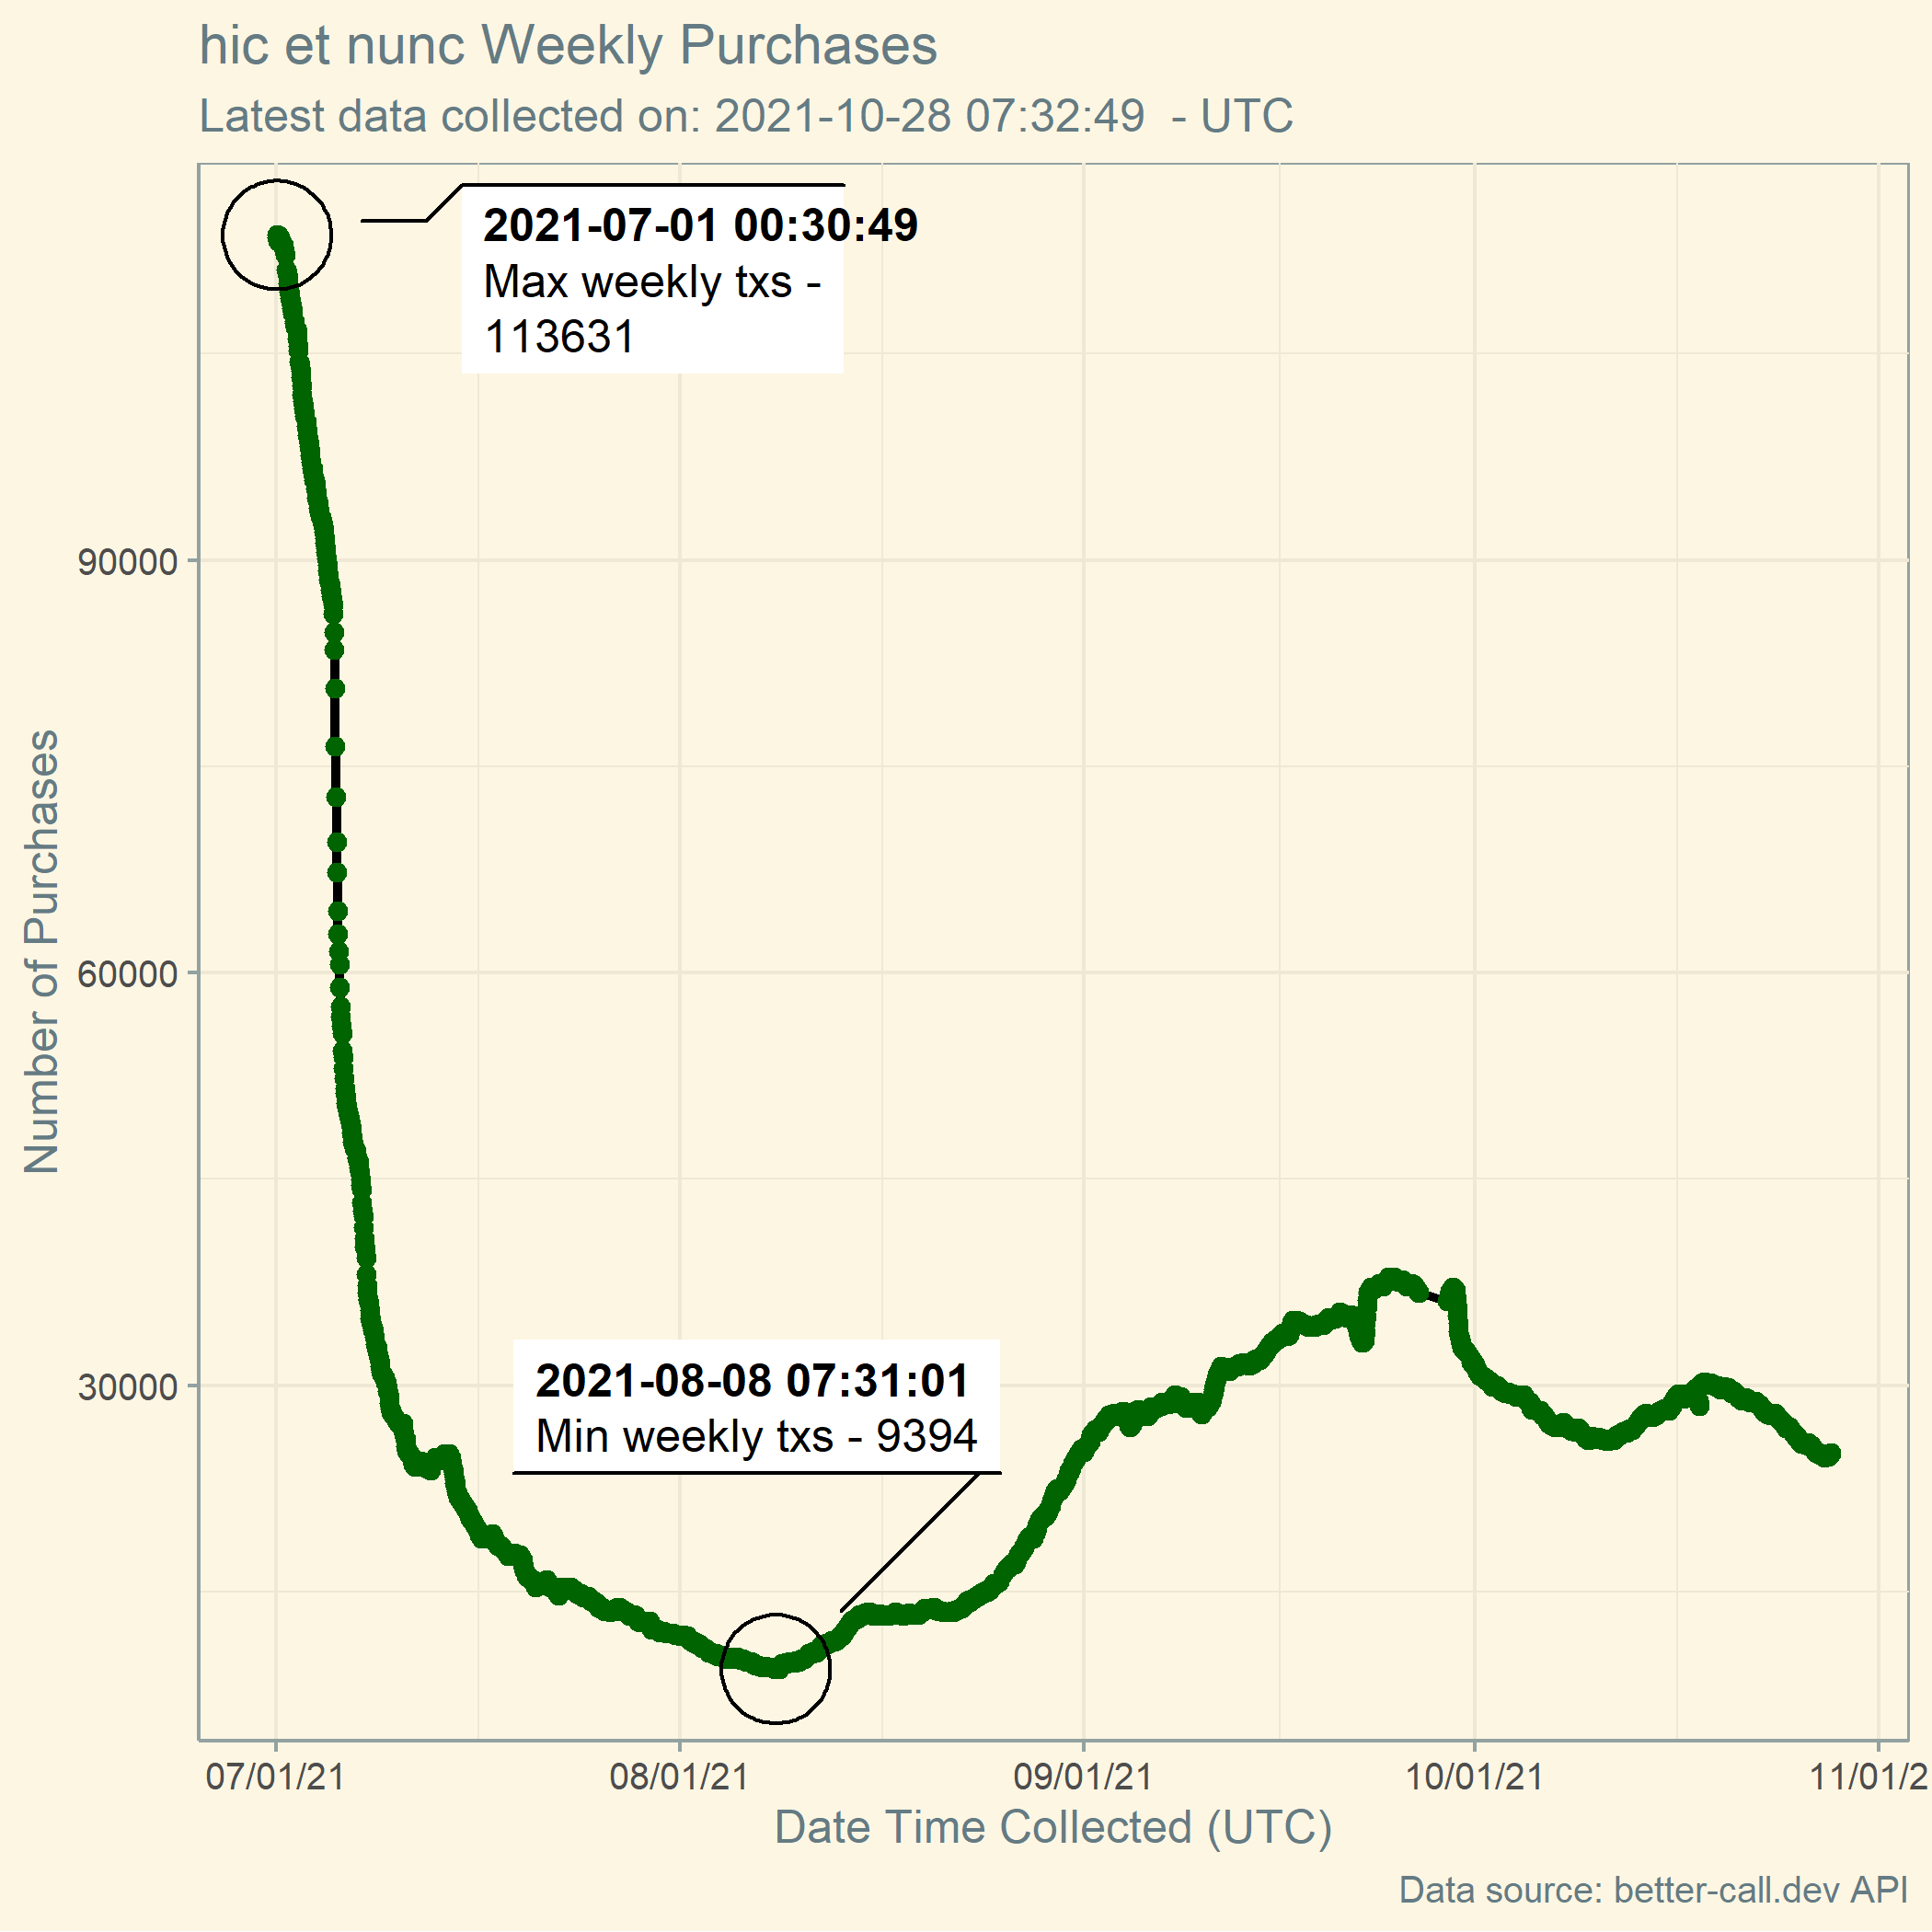 hic et nunc Weekly Purchases
Latest data collected on: 2021-10-28 07:32:49 - UTC
2021-07-01 00:30:49
Max weekly txs -
113631
90000
60000
30000
Number of Purchases
2021-08-08 07:31:01
Min weekly txs - 9394
07/01/21
08/01/21
09/01/21
10/01/21
11/01/2
Date Time Collected (UTC)
Data source: better-call.dev API